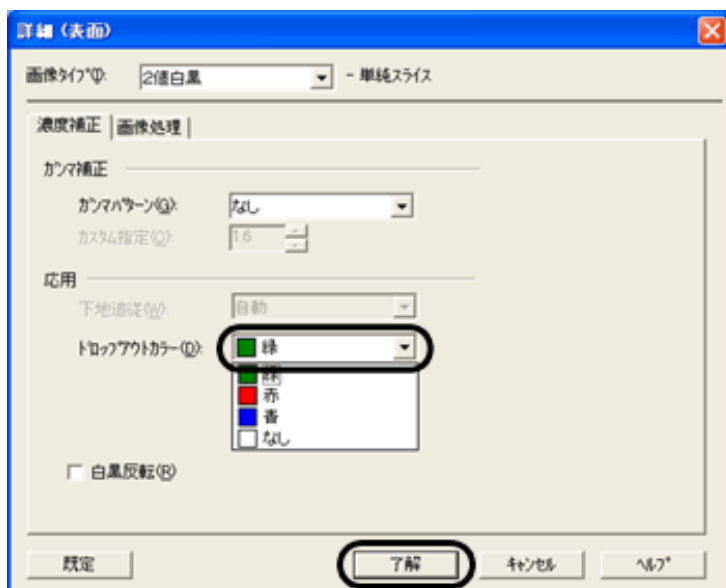 詳細（表面）
画像タイプ(I): 2値白黒 - 単純スライス
濃度補正 画像処理
ガンマ補正
ガンマパターン(G): なし
カスタム指定(C): 1.6
応用
下地追従(W): 自動
ドロップアウトカラー(D): 緑
緑
赤
青
なし
白黒反転(R)
既定 了解 キャンセル ヘルプ